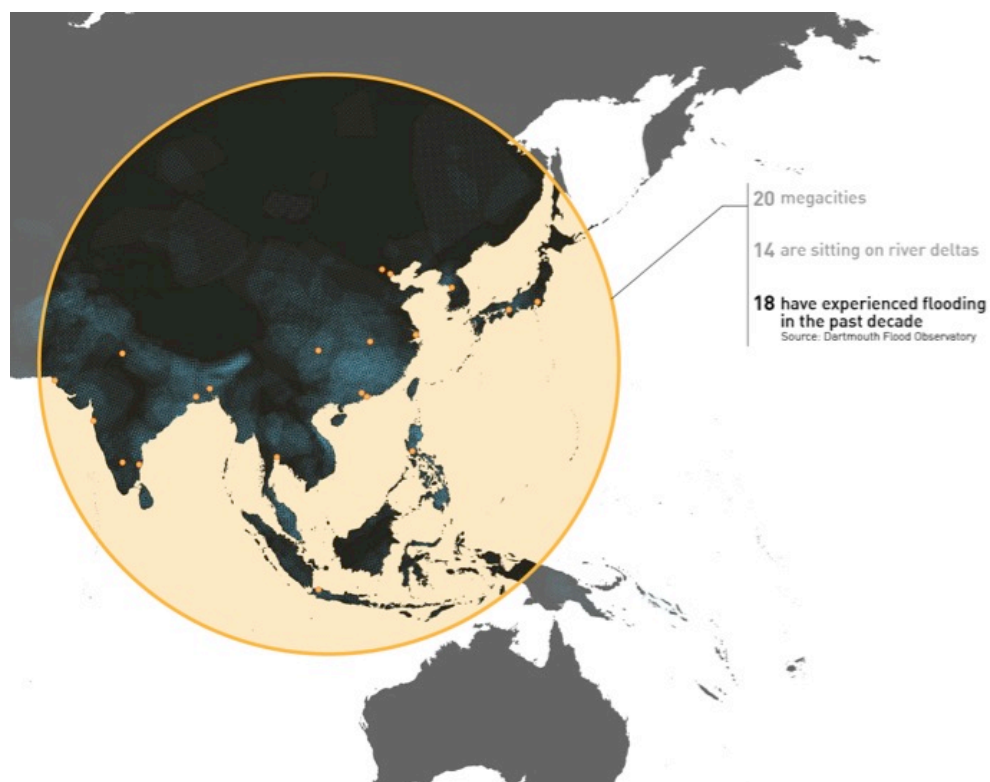 20 megacities
14 are sitting on river deltas
18 have experienced flooding
in the past decade
Source: Dartmouth Flood Observatory